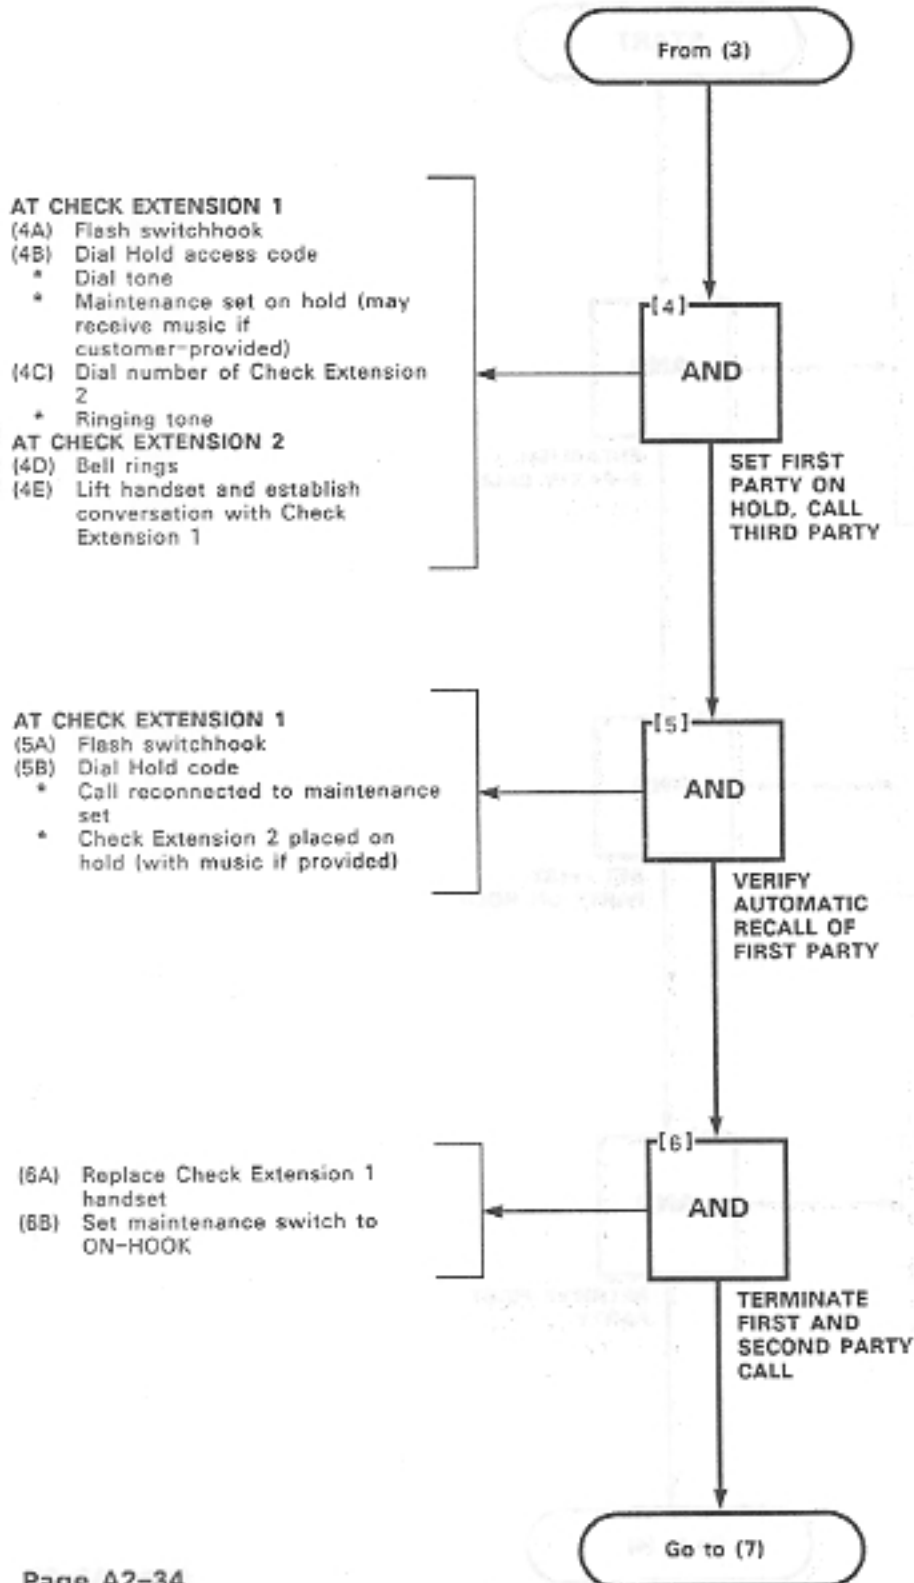 From (3)
AT CHECK EXTENSION 1
(4A) Flash switchhook
(4B) Dial Hold access code
* Dial tone
* Maintenance set on hold (may
receive music if
customer-provided)
(4C) Dial number of Check Extension
2
* Ringing tone
AT CHECK EXTENSION 2
(4D) Bell rings
(4E) Lift handset and establish
conversation with Check
Extension 1
[4]
AND
SET FIRST
PARTY ON
HOLD, CALL
THIRD PARTY
AT CHECK EXTENSION 1
(5A) Flash switchhook
(5B) Dial Hold code
* Call reconnected to maintenance
set
* Check Extension 2 placed on
hold (with music if provided)
[5]
AND
VERIFY
AUTOMATIC
RECALL OF
FIRST PARTY
(6A) Replace Check Extension 1
handset
(6B) Set maintenance switch to
ON-HOOK
[6]
AND
TERMINATE
FIRST AND
SECOND PARTY
CALL
Go to (7)
Page A2-34